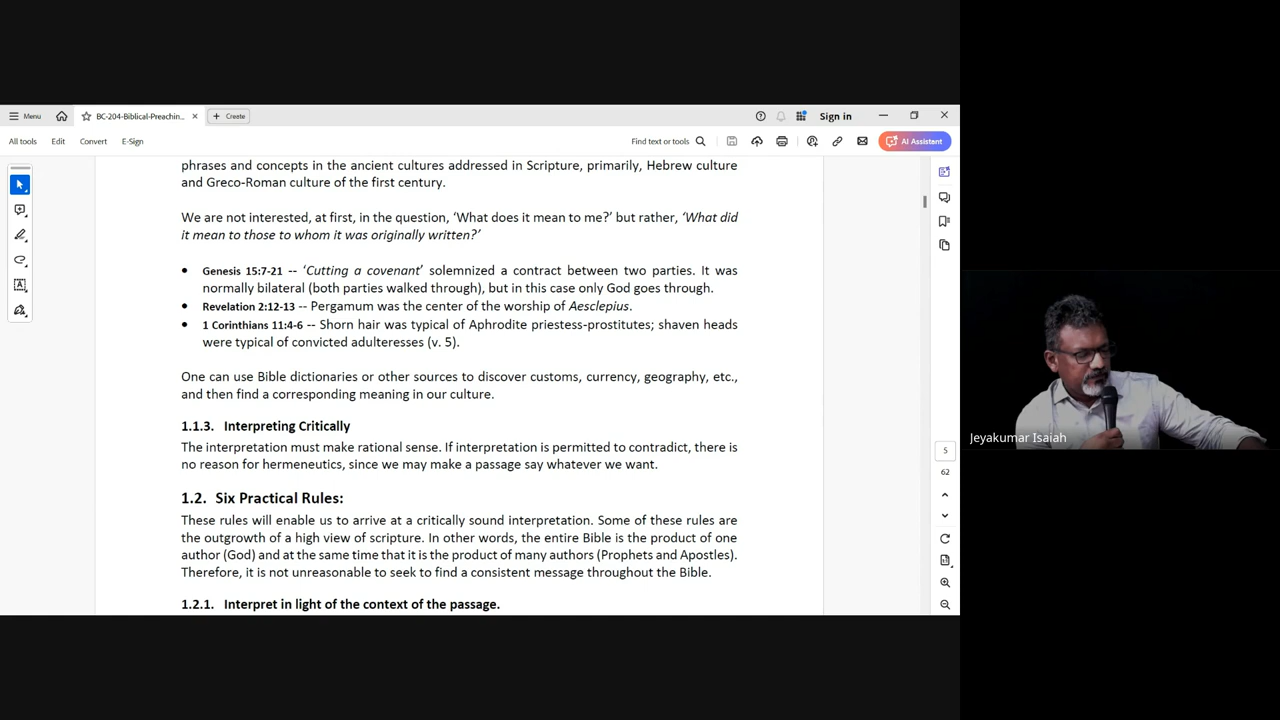 Menu
BC-204-Biblical-Preachin...
Create
Sign in
All tools
Edit
Convert
E-Sign
Find text or tools
AI Assistant
phrases and concepts in the ancient cultures addressed in Scripture, primarily, Hebrew culture
and Greco-Roman culture of the first century.
We are not interested, at first, in the question, ‘What does it mean to me?’ but rather, ‘What did
it mean to those to whom it was originally written?’
• Genesis 15:7-21 -- ‘Cutting a covenant’ solemnized a contract between two parties. It was
normally bilateral (both parties walked through), but in this case only God goes through.
• Revelation 2:12-13 -- Pergamum was the center of the worship of Aesclepius.
• 1 Corinthians 11:4-6 -- Shorn hair was typical of Aphrodite priestess-prostitutes; shaven heads
were typical of convicted adulteresses (v. 5).
One can use Bible dictionaries or other sources to discover customs, currency, geography, etc.,
and then find a corresponding meaning in our culture.
1.1.3. Interpreting Critically
The interpretation must make rational sense. If interpretation is permitted to contradict, there is
no reason for hermeneutics, since we may make a passage say whatever we want.
1.2. Six Practical Rules:
These rules will enable us to arrive at a critically sound interpretation. Some of these rules are
the outgrowth of a high view of scripture. In other words, the entire Bible is the product of one
author (God) and at the same time that it is the product of many authors (Prophets and Apostles).
Therefore, it is not unreasonable to seek to find a consistent message throughout the Bible.
1.2.1. Interpret in light of the context of the passage.
5
62
Jeyakumar Isaiah